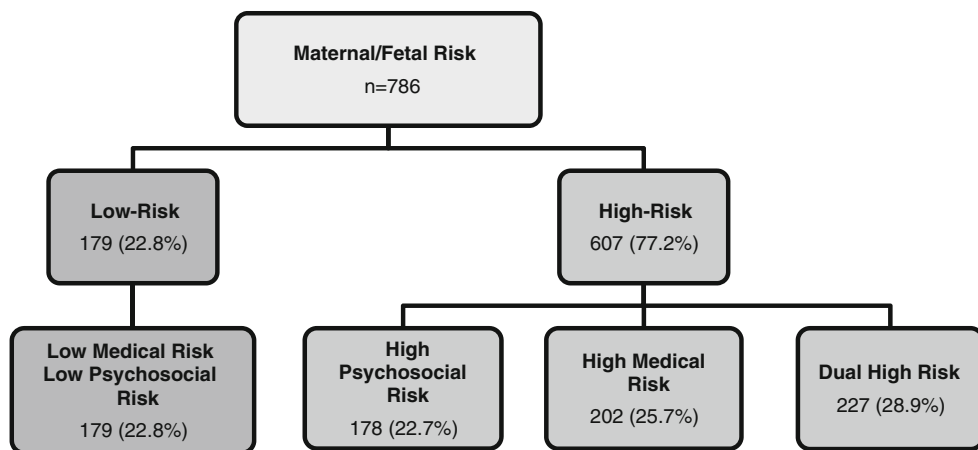 Maternal/Fetal Risk
n=786
Low-Risk
179 (22.8%)
High-Risk
607 (77.2%)
Low Medical Risk
Low Psychosocial
Risk
179 (22.8%)
High
Psychosocial
Risk
178 (22.7%)
High Medical
Risk
202 (25.7%)
Dual High Risk
227 (28.9%)